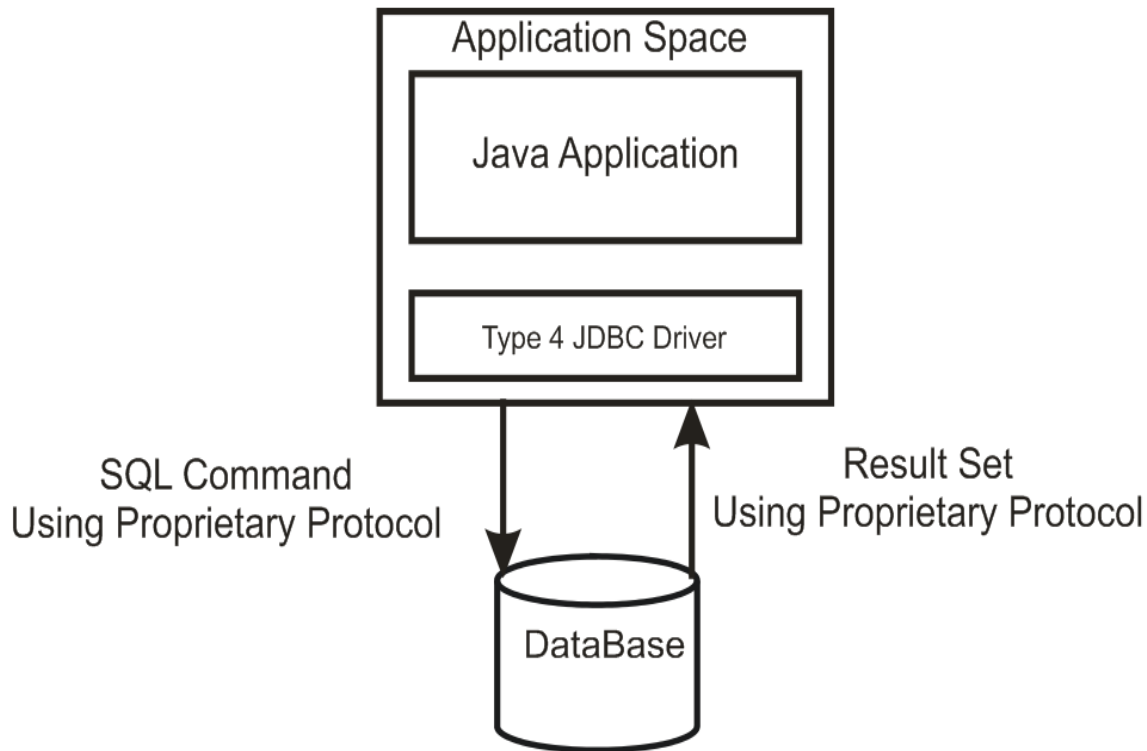 Application Space
Java Application
Type 4 JDBC Driver
SQL Command
Using Proprietary Protocol
Result Set
Using Proprietary Protocol
DataBase